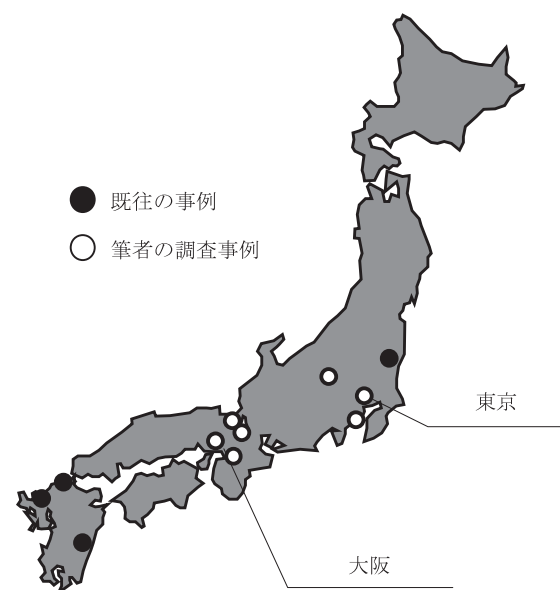 既往の事例
筆者の調査事例
東京
大阪